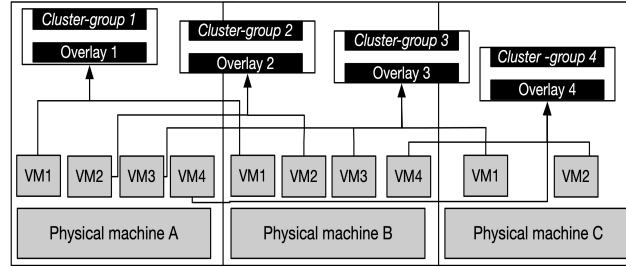 Cluster-group 1
Overlay 1
Cluster-group 2
Overlay 2
Cluster-group 3
Overlay 3
Cluster -group 4
Overlay 4
VM1 VM2 VM3 VM4 VM1 VM2 VM3 VM4 VM1 VM2
Physical machine A Physical machine B Physical machine C